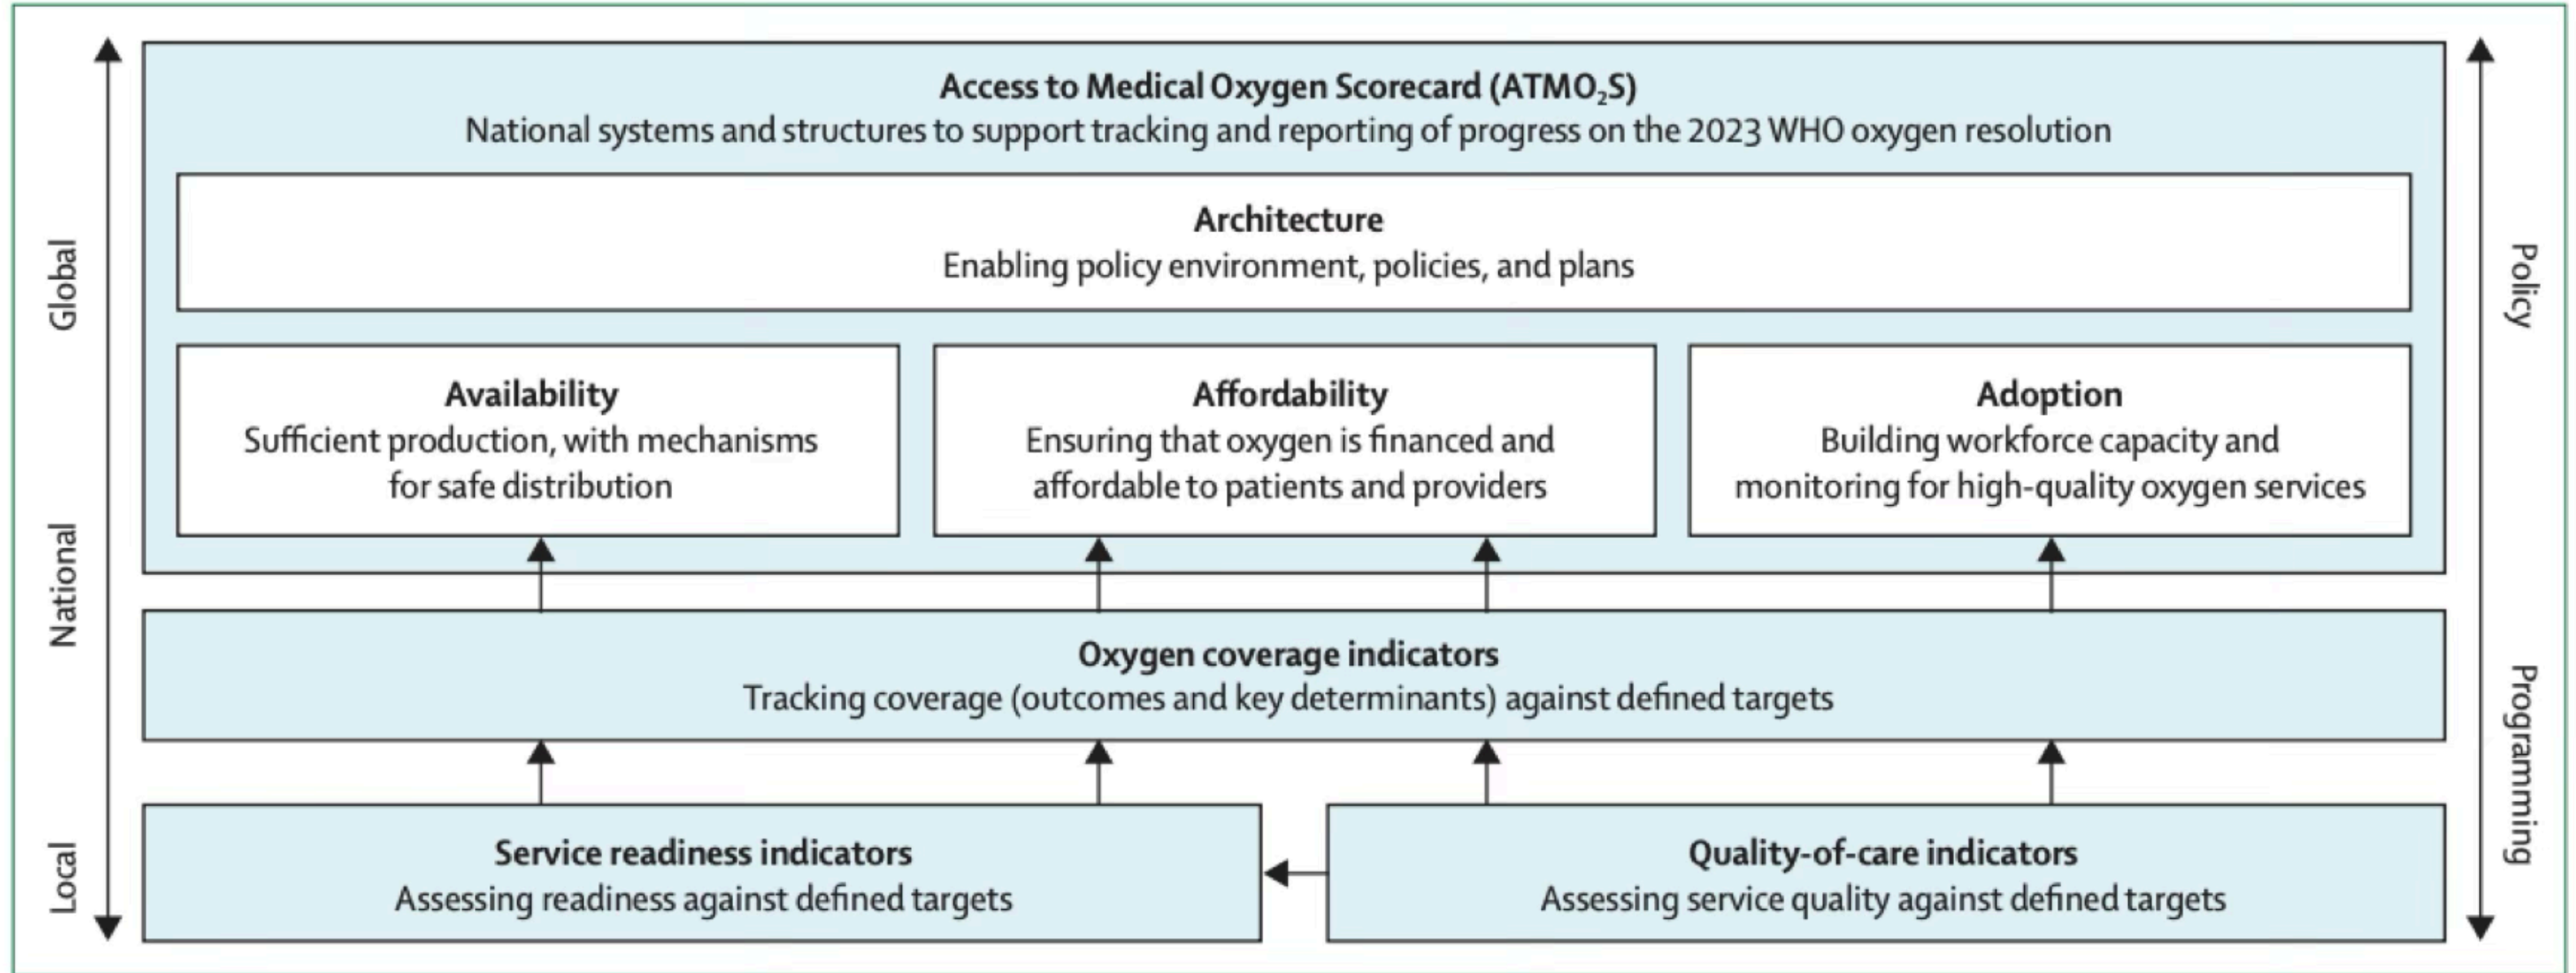 Access to Medical Oxygen Scorecard (ATMO₂S)
National systems and structures to support tracking and reporting of progress on the 2023 WHO oxygen resolution
Architecture
Enabling policy environment, policies, and plans
Availability
Sufficient production, with mechanisms
for safe distribution
Affordability
Ensuring that oxygen is financed and
affordable to patients and providers
Adoption
Building workforce capacity and
monitoring for high-quality oxygen services
Oxygen coverage indicators
Tracking coverage (outcomes and key determinants) against defined targets
Service readiness indicators
Assessing readiness against defined targets
Quality-of-care indicators
Assessing service quality against defined targets
Global
National
Local
Policy
Programming